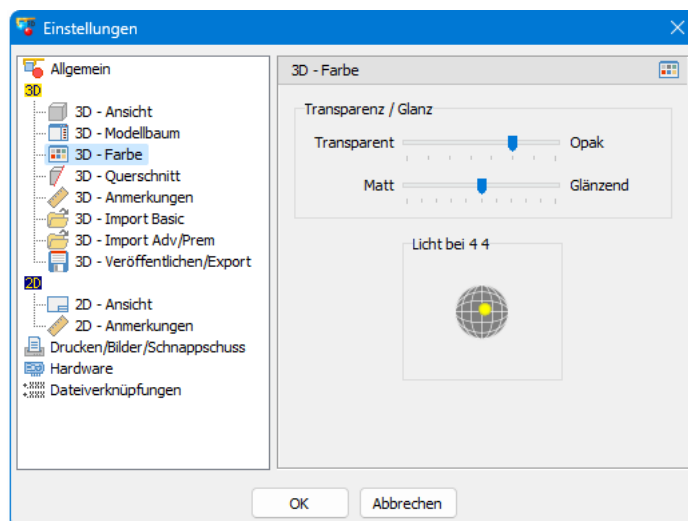 Einstellungen
Allgemein
3D
3D - Ansicht
3D - Modellbaum
3D - Farbe
3D - Querschnitt
3D - Anmerkungen
3D - Import Basic
3D - Import Adv/Prem
3D - Veröffentlichen/Export
2D
2D - Ansicht
2D - Anmerkungen
Drucken/Bilder/Schnappschuss
Hardware
Dateiverknüpfungen
3D - Farbe
Transparenz / Glanz
Transparent Opak
Matt Glänzend
Licht bei 4 4
OK Abbrechen